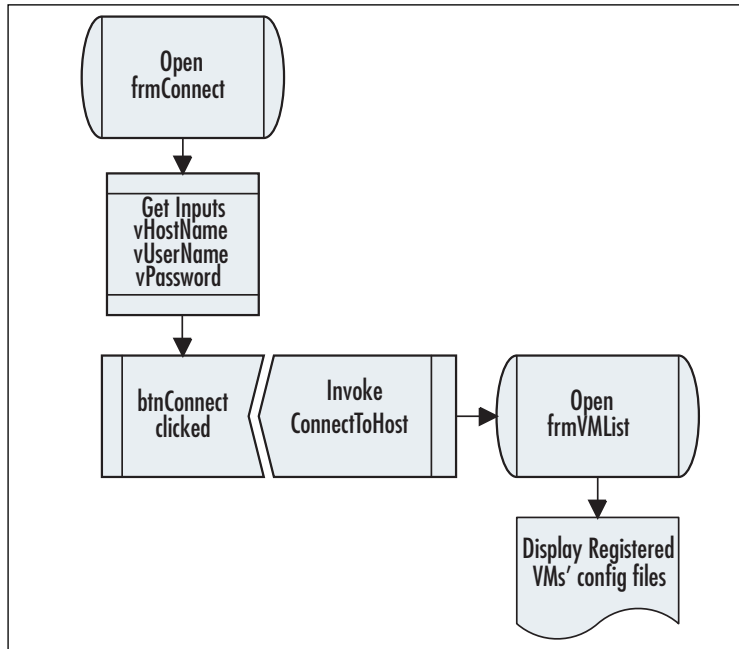 Open
frmConnect
Get Inputs
vHostName
vUserName
vPassword
btnConnect
clicked
Invoke
ConnectToHost
Open
frmVMList
Display Registered
VMs’ config files